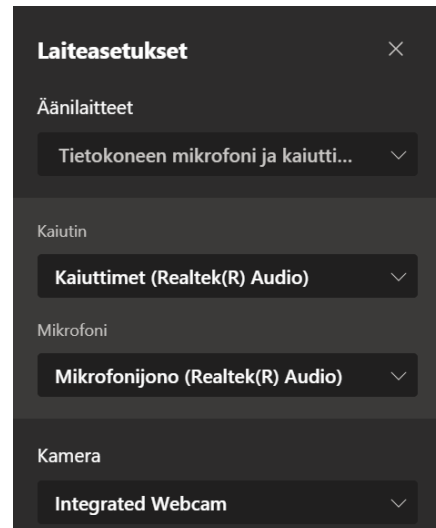 Laiteasetukset
Äänilaitteet
Tietokoneen mikrofoni ja kaiutti...
Kaiutin
Kaiuttimet (Realtek(R) Audio)
Mikrofoni
Mikrofonijono (Realtek(R) Audio)
Kamera
Integrated Webcam